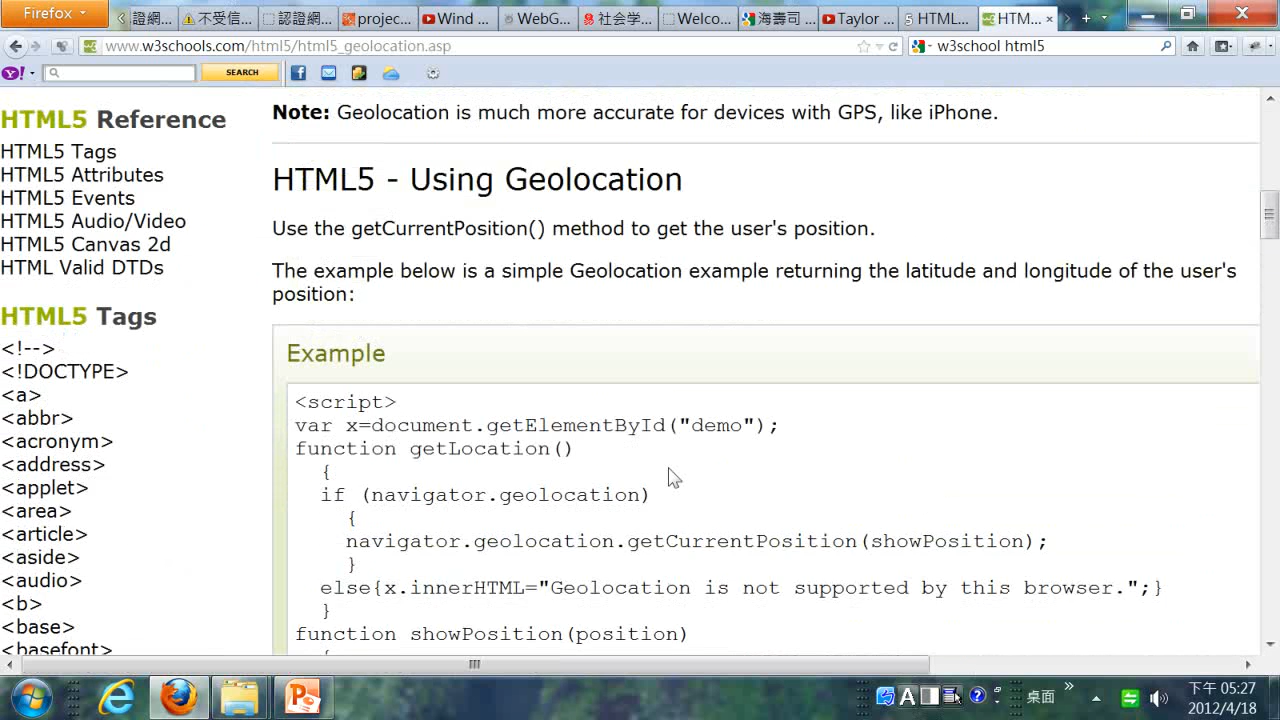 Firefox
證網...
不受信...
認證網...
projec...
Wind ...
WebG...
社会学...
Welco...
海壽司 ...
Taylor ...
HTML...
HTM...
www.w3schools.com/html5/html5_geolocation.asp
w3school html5
Y!
SEARCH
HTML5 Reference
HTML5 Tags
HTML5 Attributes
HTML5 Events
HTML5 Audio/Video
HTML5 Canvas 2d
HTML Valid DTDs
HTML5 Tags
<!-->
<!DOCTYPE>
<a>
<abbr>
<acronym>
<address>
<applet>
<area>
<article>
<aside>
<audio>
<b>
<base>
<basefont>
Note: Geolocation is much more accurate for devices with GPS, like iPhone.
HTML5 - Using Geolocation
Use the getCurrentPosition() method to get the user's position.
The example below is a simple Geolocation example returning the latitude and longitude of the user's
position:
Example
<script>
var x=document.getElementById("demo");
function getLocation()
{
if (navigator.geolocation)
{
navigator.geolocation.getCurrentPosition(showPosition);
}
else{x.innerHTML="Geolocation is not supported by this browser.";}
}
function showPosition(position)
{
A
桌面
下午 05:27
2012/4/18